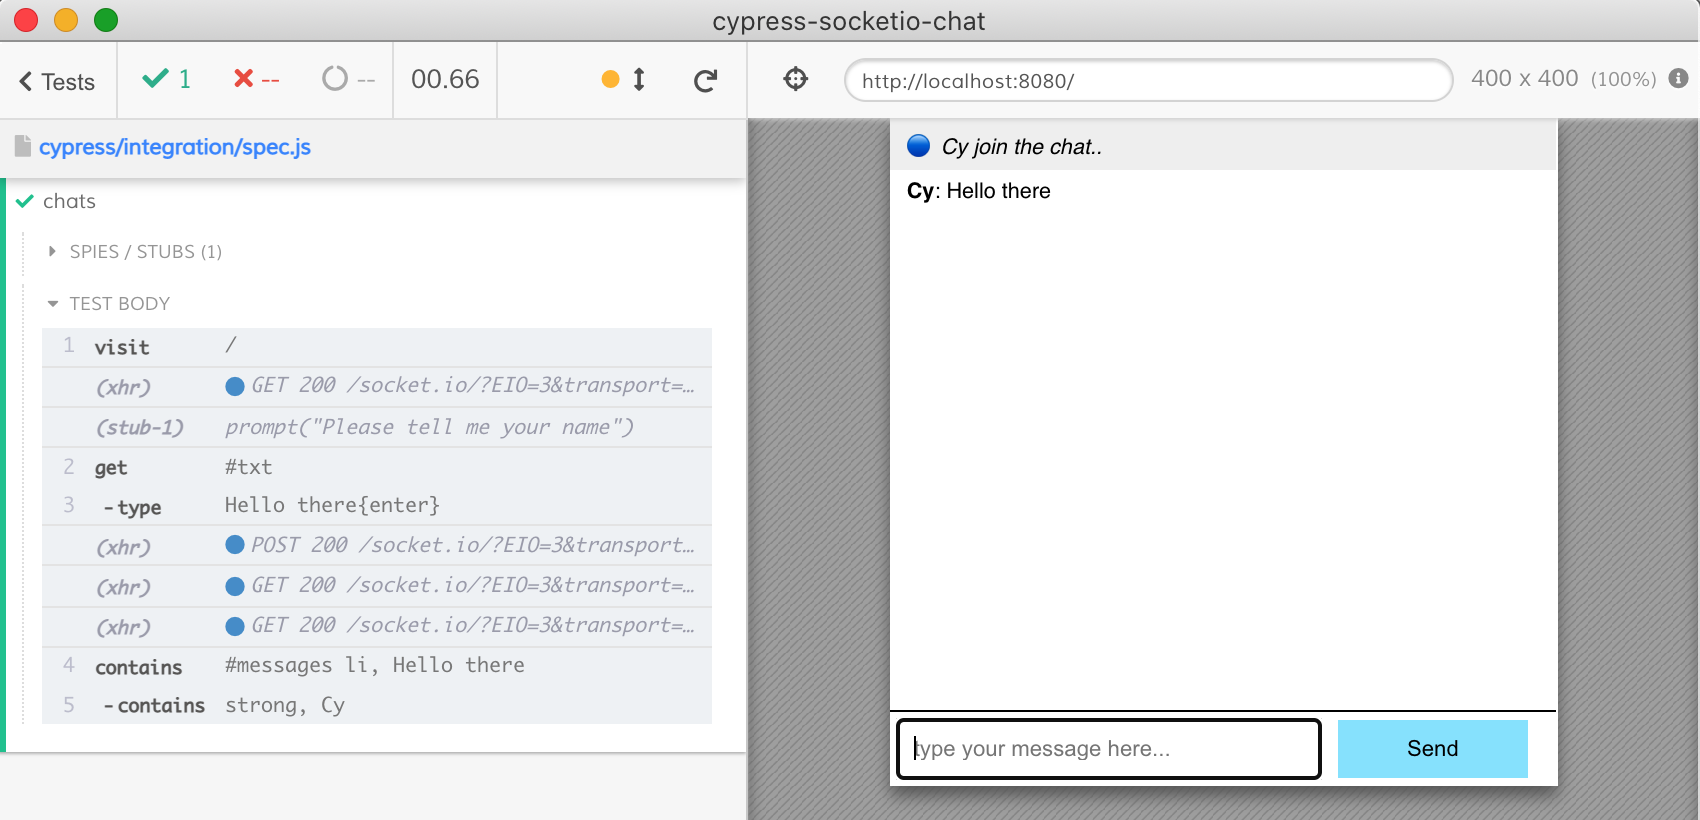 cypress-socketio-chat
Tests 1 -- -- 00.66
http://localhost:8080/ 400 x 400 (100%)
cypress/integration/spec.js
chats
SPIES / STUBS (1)
TEST BODY
1 visit /
(xhr) GET 200 /socket.io/?EIO=3&transport=…
(stub-1) prompt("Please tell me your name")
2 get #txt
3 -type Hello there{enter}
(xhr) POST 200 /socket.io/?EIO=3&transport…
(xhr) GET 200 /socket.io/?EIO=3&transport=…
(xhr) GET 200 /socket.io/?EIO=3&transport=…
4 contains #messages li, Hello there
5 -contains strong, Cy
Cy join the chat..
Cy: Hello there
type your message here...
Send